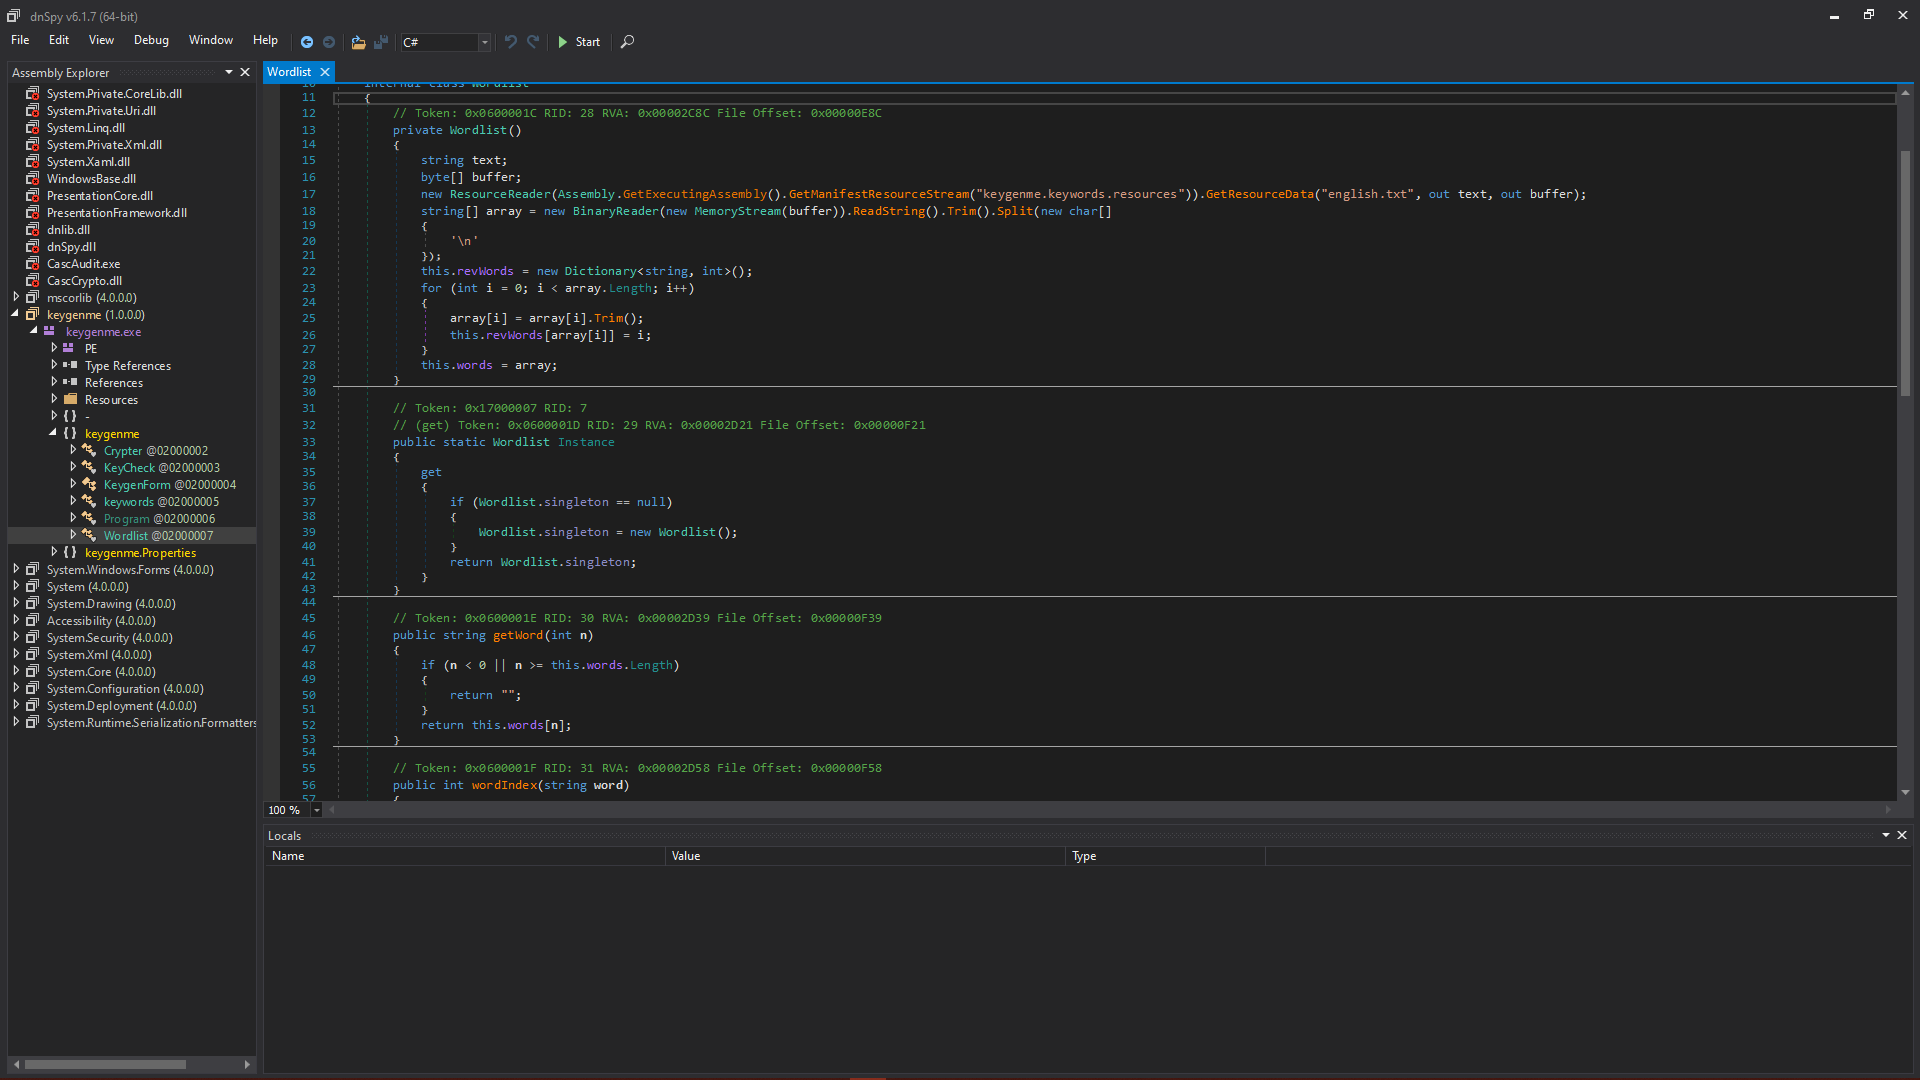 dnSpy v6.1.7 (64-bit)
File Edit View Debug Window Help C# Start
Assembly Explorer
System.Private.CoreLib.dll
System.Private.Uri.dll
System.Linq.dll
System.Private.Xml.dll
System.Xaml.dll
WindowsBase.dll
PresentationCore.dll
PresentationFramework.dll
dnlib.dll
dnSpy.dll
CascAudit.exe
CascCrypto.dll
mscorlib (4.0.0.0)
keygenme (1.0.0.0)
keygenme.exe
PE
Type References
References
Resources
{ } -
{ } keygenme
Crypter @02000002
KeyCheck @02000003
KeygenForm @02000004
keywords @02000005
Program @02000006
Wordlist @02000007
{ } keygenme.Properties
System.Windows.Forms (4.0.0.0)
System (4.0.0.0)
System.Drawing (4.0.0.0)
Accessibility (4.0.0.0)
System.Security (4.0.0.0)
System.Xml (4.0.0.0)
System.Core (4.0.0.0)
System.Configuration (4.0.0.0)
System.Deployment (4.0.0.0)
System.Runtime.Serialization.Formatters
Wordlist
10 internal class Wordlist
11 {
12 // Token: 0x0600001C RID: 28 RVA: 0x00002C8C File Offset: 0x00000E8C
13 private Wordlist()
14 {
15 string text;
16 byte[] buffer;
17 new ResourceReader(Assembly.GetExecutingAssembly().GetManifestResourceStream("keygenme.keywords.resources")).GetResourceData("english.txt", out text, out buffer);
18 string[] array = new BinaryReader(new MemoryStream(buffer)).ReadString().Trim().Split(new char[]
19 {
20 '\n'
21 });
22 this.revWords = new Dictionary<string, int>();
23 for (int i = 0; i < array.Length; i++)
24 {
25 array[i] = array[i].Trim();
26 this.revWords[array[i]] = i;
27 }
28 this.words = array;
29 }
30
31 // Token: 0x17000007 RID: 7
32 // (get) Token: 0x0600001D RID: 29 RVA: 0x00002D21 File Offset: 0x00000F21
33 public static Wordlist Instance
34 {
35 get
36 {
37 if (Wordlist.singleton == null)
38 {
39 Wordlist.singleton = new Wordlist();
40 }
41 return Wordlist.singleton;
42 }
43 }
44
45 // Token: 0x0600001E RID: 30 RVA: 0x00002D39 File Offset: 0x00000F39
46 public string getWord(int n)
47 {
48 if (n < 0 || n >= this.words.Length)
49 {
50 return "";
51 }
52 return this.words[n];
53 }
54
55 // Token: 0x0600001F RID: 31 RVA: 0x00002D58 File Offset: 0x00000F58
56 public int wordIndex(string word)
57 {
100 %
Locals
Name Value Type